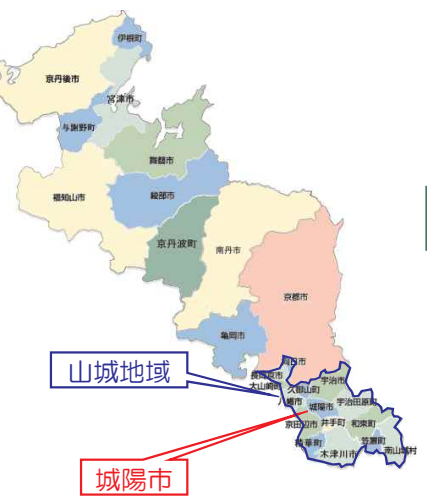 伊根町
京丹後市
宮津市
与謝野町
舞鶴市
福知山市
綾部市
京丹波町
南丹市
京都市
亀岡市
向日市
長岡京市
大山崎町
久御山町
宇治市
八幡市
城陽市
宇治田原町
京田辺市
井手町
和束町
精華町
笠置町
木津川市
南山城村
山城地域
城陽市